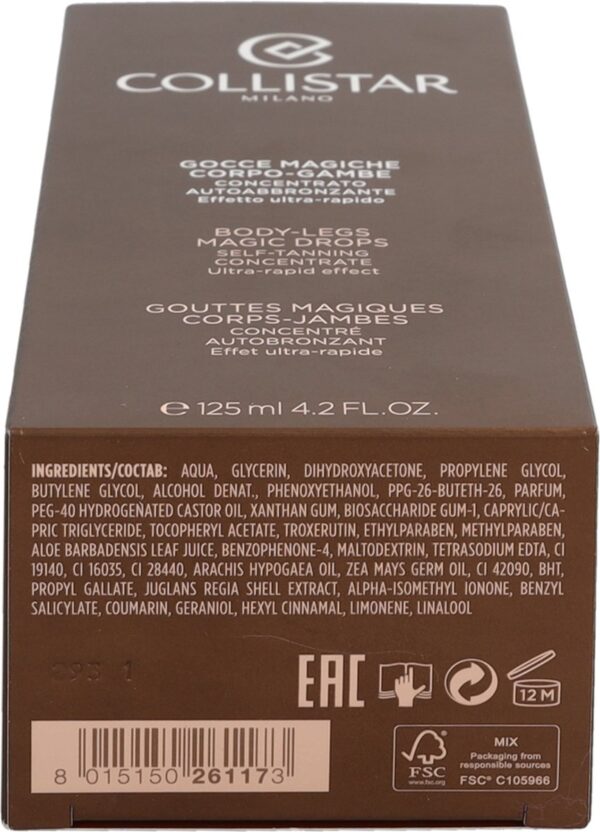 COLLISTAR
MILANO
GOCCE MAGICHE
CORPO-GAMBE
CONCENTRATO
AUTOABBRONZANTE
Effetto ultra-rapido
BODY-LEGS
MAGIC DROPS
SELF-TANNING
CONCENTRATE
Ultra-rapid effect
GOUTTES MAGIQUES
CORPS-JAMBES
CONCENTRÉ
AUTOBRONZANT
Effet ultra-rapide
e 125 ml 4.2 FL.OZ.
INGREDIENTS/COCTAB: AQUA, GLYCERIN, DIHYDROXYACETONE, PROPYLENE GLYCOL,
BUTYLENE GLYCOL, ALCOHOL DENAT., PHENOXYETHANOL, PPG-26-BUTETH-26, PARFUM,
PEG-40 HYDROGENATED CASTOR OIL, XANTHAN GUM, BIOSACCHARIDE GUM-1, CAPRYLIC/CA-
PRIC TRIGLYCERIDE, TOCOPHERYL ACETATE, TROXERUTIN, ETHYLPARABEN, METHYLPARABEN,
ALOE BARBADENSIS LEAF JUICE, BENZOPHENONE-4, MALTODEXTRIN, TETRASODIUM EDTA, CI
19140, CI 16035, CI 28440, ARACHIS HYPOGAEA OIL, ZEA MAYS GERM OIL, CI 42090, BHT,
PROPYL GALLATE, JUGLANS REGIA SHELL EXTRACT, ALPHA-ISOMETHYL IONONE, BENZYL
SALICYLATE, COUMARIN, GERANIOL, HEXYL CINNAMAL, LIMONENE, LINALOOL
EAC
12 M
8 015150 261173
FSC
www.fsc.org
MIX
Packaging from
responsible sources
FSC® C105966